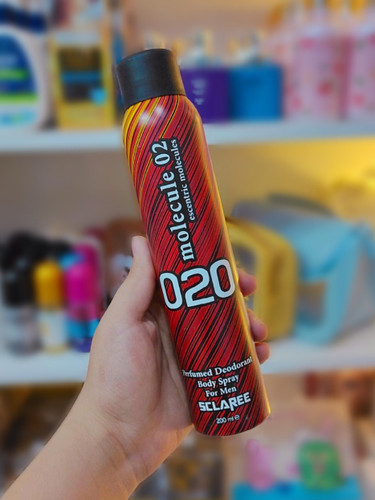 molecule 02
escentric molecules
020
Perfumed Deodorant
Body Spray
For Men
SCLAREE
200 ml e